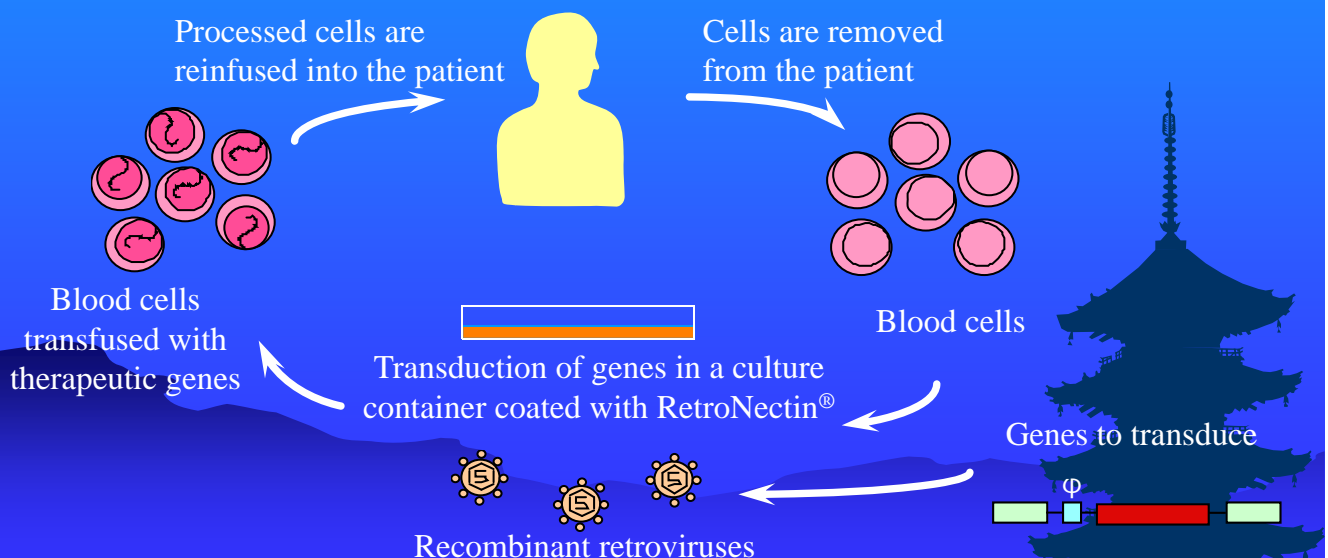 Processed cells are
reinfused into the patient
Cells are removed
from the patient
Blood cells
transfused with
therapeutic genes
Blood cells
Transduction of genes in a culture
container coated with RetroNectin®
Genes to transduce
φ
Recombinant retroviruses